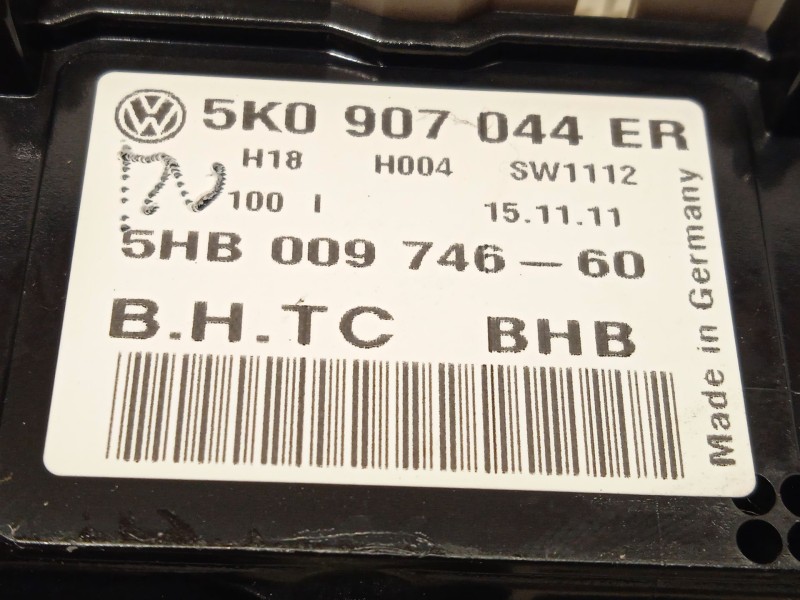 5K0 907 044 ER
H18 H004 SW1112
100 I 15.11.11
5HB 009 746-60
B.H.TC BHB
Made in Germany